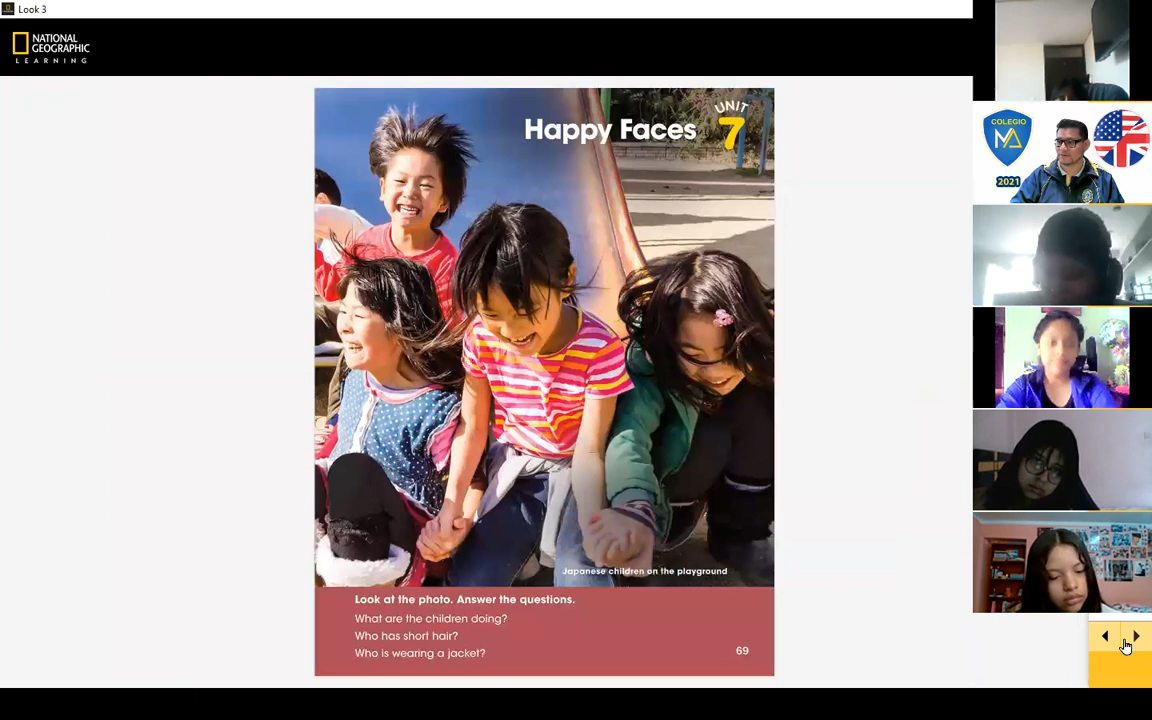 Look 3
NATIONAL
GEOGRAPHIC
LEARNING
UNIT
7
Happy Faces
Japanese children on the playground
Look at the photo. Answer the questions.
What are the children doing?
Who has short hair?
Who is wearing a jacket?
69
COLEGIO
MA
2021